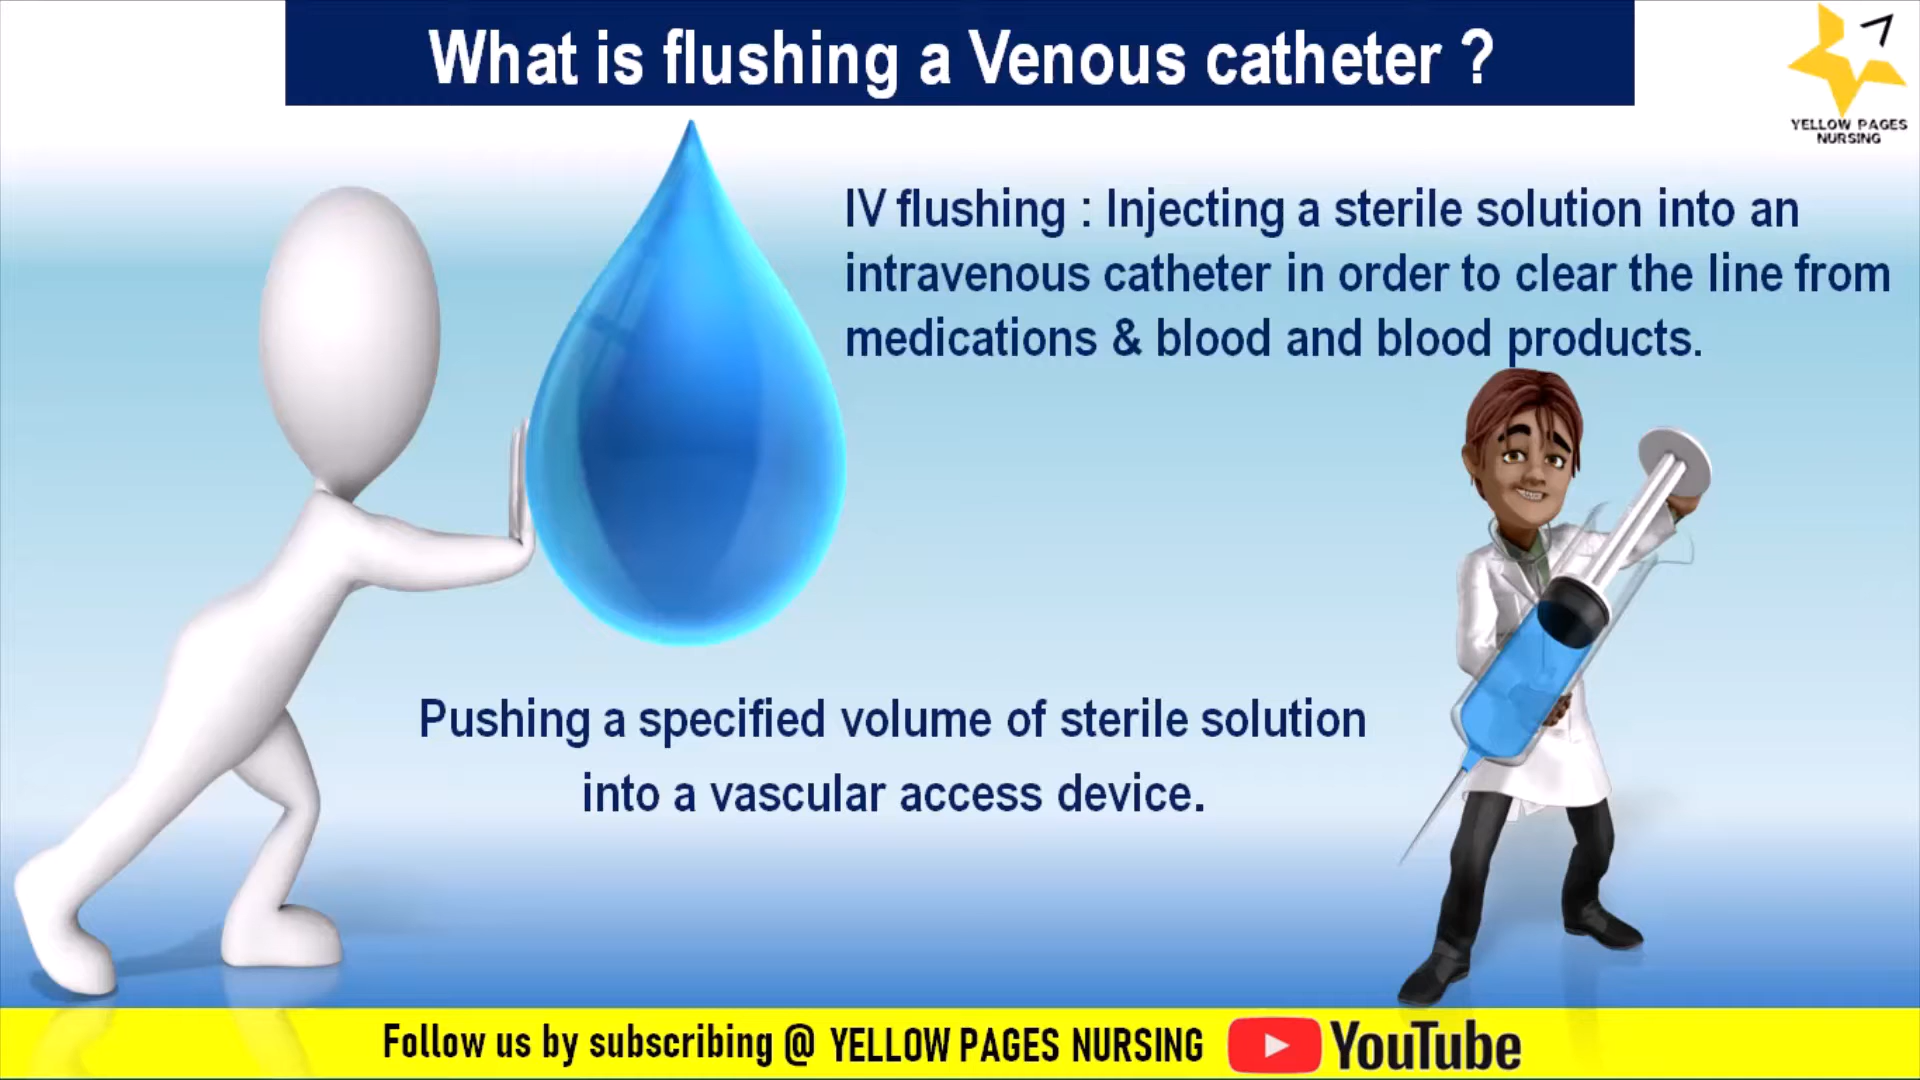 What is flushing a Venous catheter ?
YELLOW PAGES
NURSING
IV flushing : Injecting a sterile solution into an
intravenous catheter in order to clear the line from
medications & blood and blood products.
Pushing a specified volume of sterile solution
into a vascular access device.
Follow us by subscribing @ YELLOW PAGES NURSING YouTube